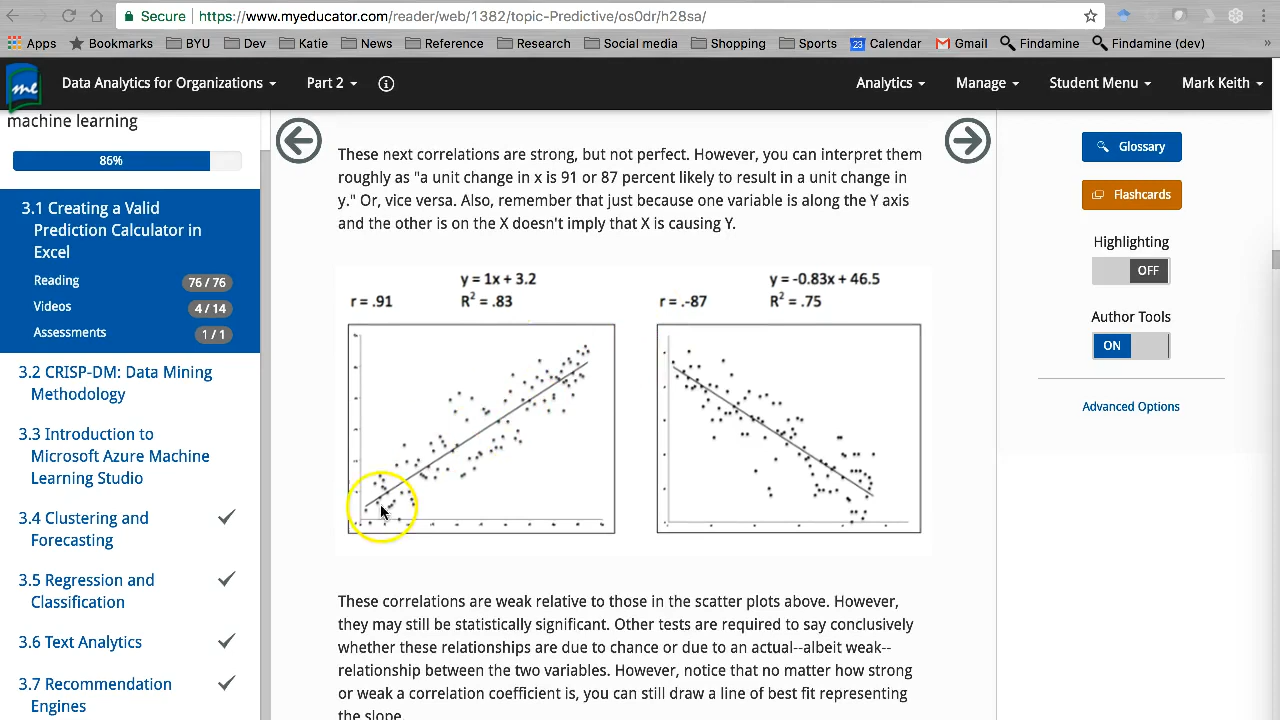 Secure https://www.myeducator.com/reader/web/1382/topic-Predictive/os0dr/h28sa/
Apps Bookmarks BYU Dev Katie News Reference Research Social media Shopping Sports 23 Calendar Gmail Findamine Findamine (dev) »
me Data Analytics for Organizations Part 2 Analytics Manage Student Menu Mark Keith
machine learning
86%
3.1 Creating a Valid
Prediction Calculator in
Excel
Reading 76 / 76
Videos 4 / 14
Assessments 1 / 1
3.2 CRISP-DM: Data Mining
Methodology
3.3 Introduction to
Microsoft Azure Machine
Learning Studio
3.4 Clustering and
Forecasting
3.5 Regression and
Classification
3.6 Text Analytics
3.7 Recommendation
Engines
These next correlations are strong, but not perfect. However, you can interpret them
roughly as "a unit change in x is 91 or 87 percent likely to result in a unit change in
y." Or, vice versa. Also, remember that just because one variable is along the Y axis
and the other is on the X doesn't imply that X is causing Y.
y = 1x + 3.2
r = .91 R² = .83
y = -0.83x + 46.5
r = .-87 R² = .75
These correlations are weak relative to those in the scatter plots above. However,
they may still be statistically significant. Other tests are required to say conclusively
whether these relationships are due to chance or due to an actual--albeit weak--
relationship between the two variables. However, notice that no matter how strong
or weak a correlation coefficient is, you can still draw a line of best fit representing
the slope.
Glossary
Flashcards
Highlighting
OFF
Author Tools
ON
Advanced Options